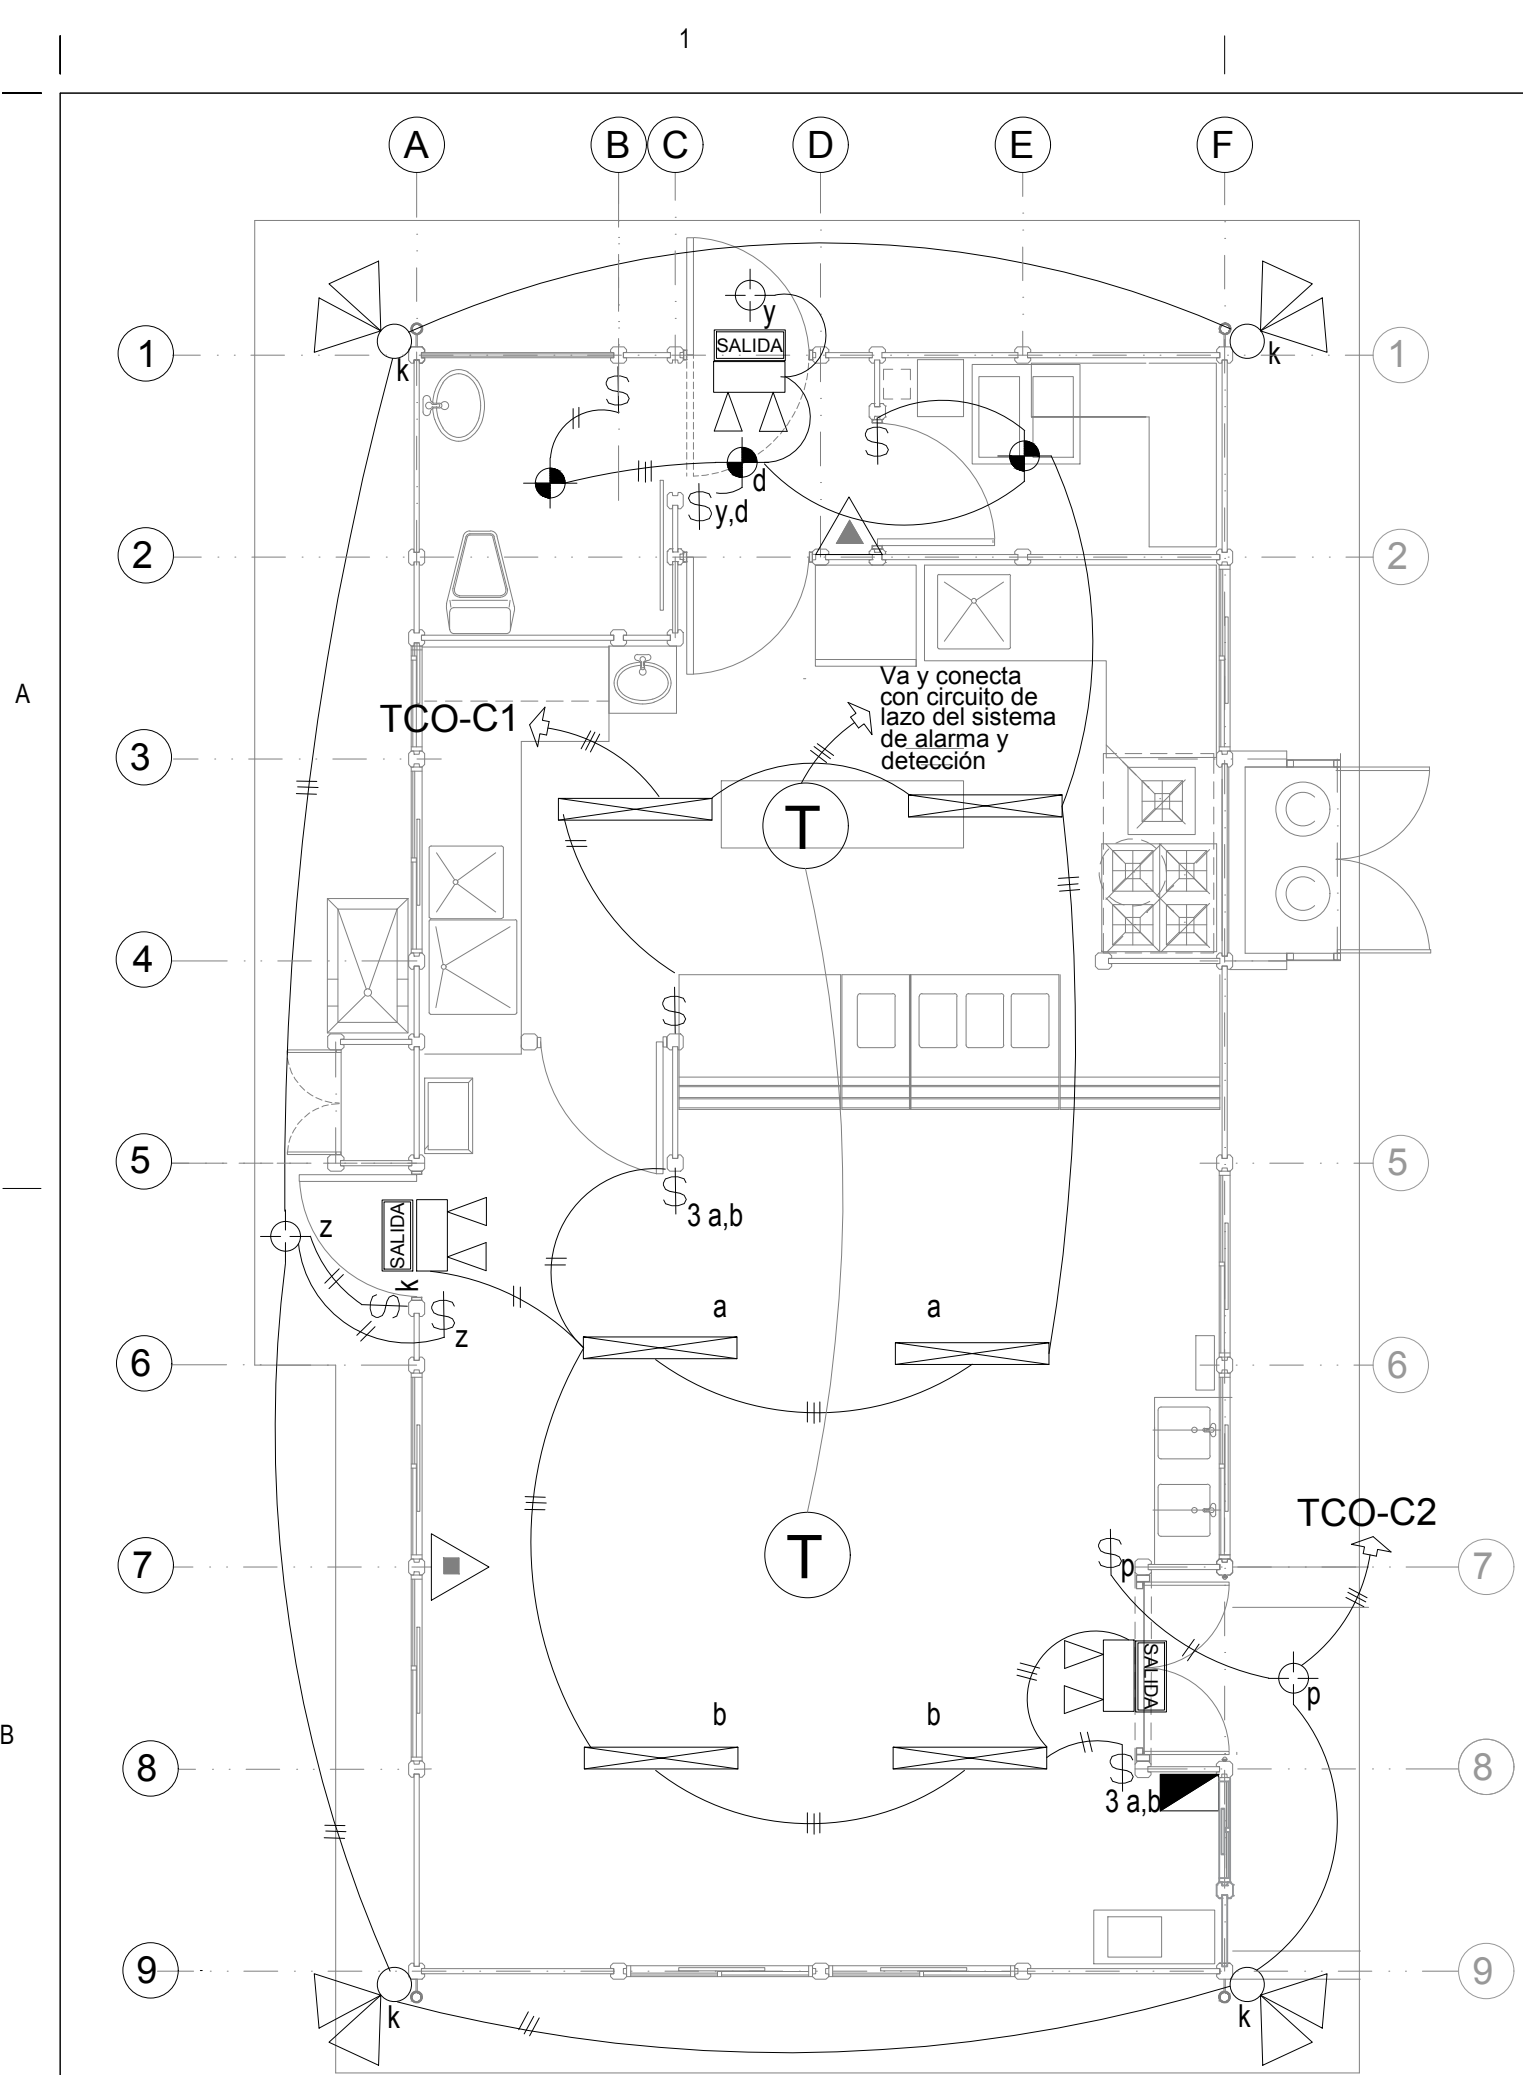 1
A
B
C
D
E
F
y
SALIDA
1
k
k
1
$
$
d
$
y,d
2
2
A
TCO-C1
Va y conecta
con circuito de
lazo del sistema
de alarma y
detección
3
T
4
$
5
5
$
3 a,b
z
SALIDA
k
$
$
z
a
a
6
6
TCO-C2
7
T
$
p
7
SALIDA
p
B
b
b
8
$
3 a,b
8
9
9
k
k